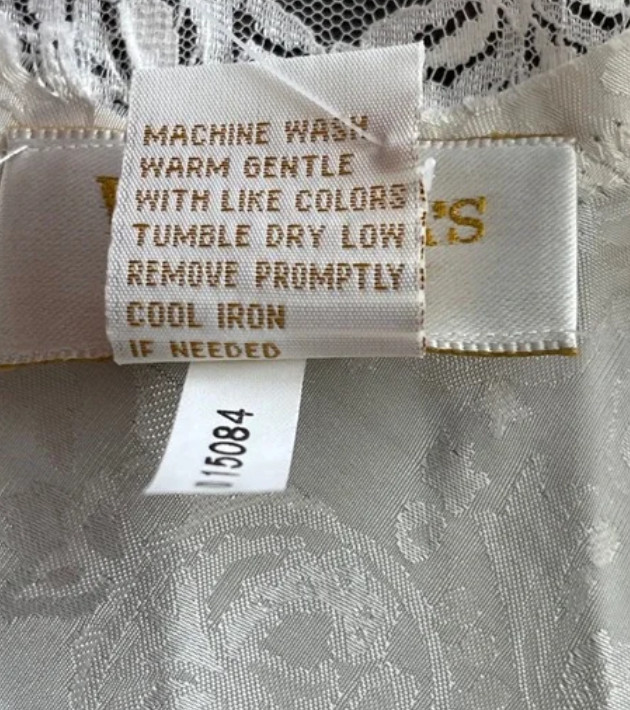 MACHINE WASH
WARM GENTLE
WITH LIKE COLORS
TUMBLE DRY LOW
REMOVE PROMPTLY
COOL IRON
IF NEEDED